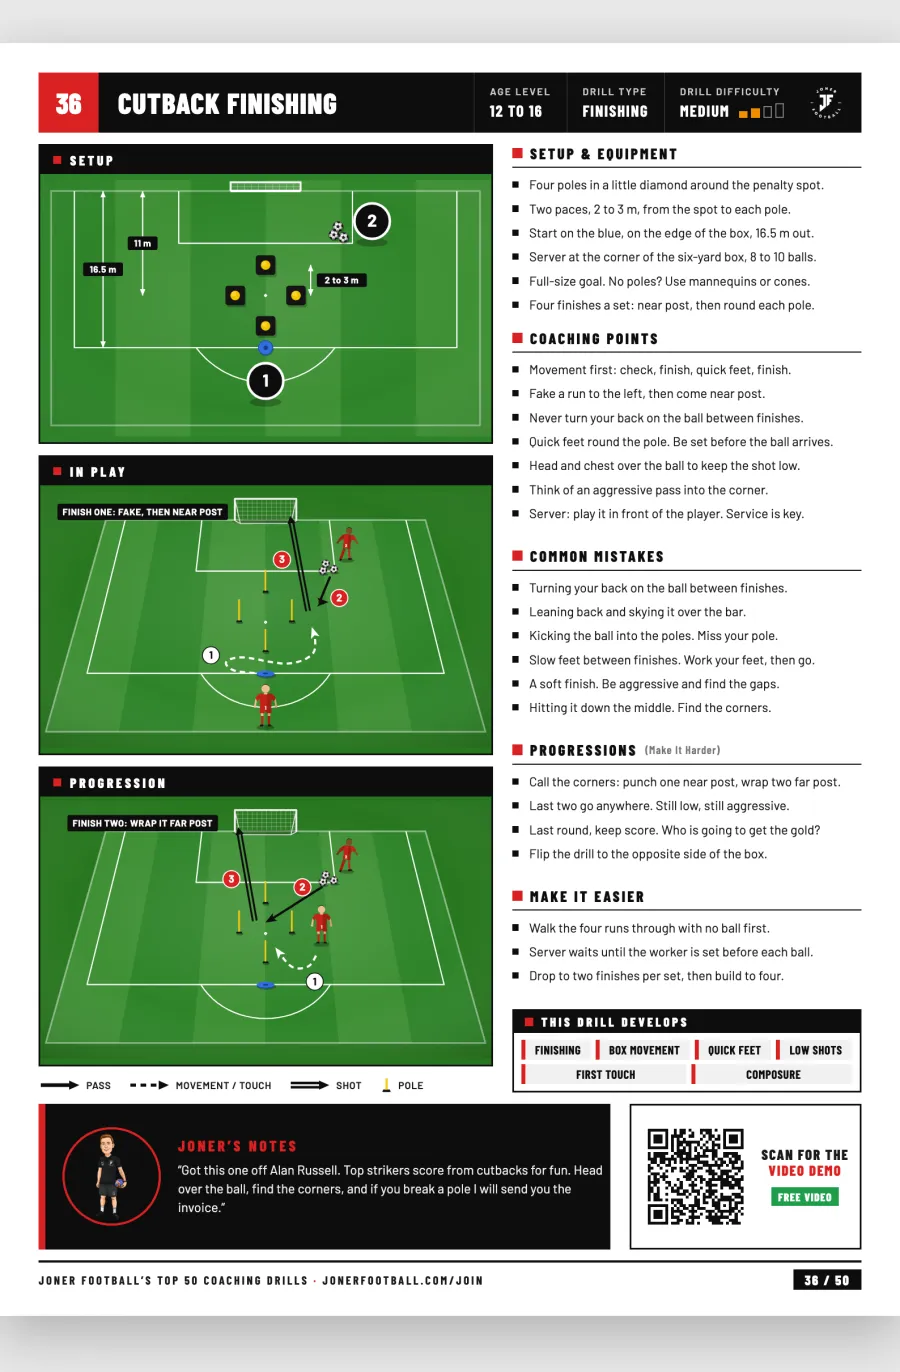 36
CUTBACK FINISHING
AGE LEVEL
12 TO 16
DRILL TYPE
FINISHING
DRILL DIFFICULTY
MEDIUM
JONER
JF
FOOTBALL
SETUP
2
11 m
16.5 m
2 to 3 m
1
IN PLAY
FINISH ONE: FAKE, THEN NEAR POST
3
2
1
PROGRESSION
FINISH TWO: WRAP IT FAR POST
3
2
1
PASS
MOVEMENT / TOUCH
SHOT
POLE
SETUP & EQUIPMENT
Four poles in a little diamond around the penalty spot.
Two paces, 2 to 3 m, from the spot to each pole.
Start on the blue, on the edge of the box, 16.5 m out.
Server at the corner of the six-yard box, 8 to 10 balls.
Full-size goal. No poles? Use mannequins or cones.
Four finishes a set: near post, then round each pole.
COACHING POINTS
Movement first: check, finish, quick feet, finish.
Fake a run to the left, then come near post.
Never turn your back on the ball between finishes.
Quick feet round the pole. Be set before the ball arrives.
Head and chest over the ball to keep the shot low.
Think of an aggressive pass into the corner.
Server: play it in front of the player. Service is key.
COMMON MISTAKES
Turning your back on the ball between finishes.
Leaning back and skying it over the bar.
Kicking the ball into the poles. Miss your pole.
Slow feet between finishes. Work your feet, then go.
A soft finish. Be aggressive and find the gaps.
Hitting it down the middle. Find the corners.
PROGRESSIONS (Make It Harder)
Call the corners: punch one near post, wrap two far post.
Last two go anywhere. Still low, still aggressive.
Last round, keep score. Who is going to get the gold?
Flip the drill to the opposite side of the box.
MAKE IT EASIER
Walk the four runs through with no ball first.
Server waits until the worker is set before each ball.
Drop to two finishes per set, then build to four.
THIS DRILL DEVELOPS
FINISHING
BOX MOVEMENT
QUICK FEET
LOW SHOTS
FIRST TOUCH
COMPOSURE
JONER'S NOTES
"Got this one off Alan Russell. Top strikers score from cutbacks for fun. Head
over the ball, find the corners, and if you break a pole I will send you the
invoice."
SCAN FOR THE
VIDEO DEMO
FREE VIDEO
JONER FOOTBALL'S TOP 50 COACHING DRILLS · JONERFOOTBALL.COM/JOIN
36 / 50